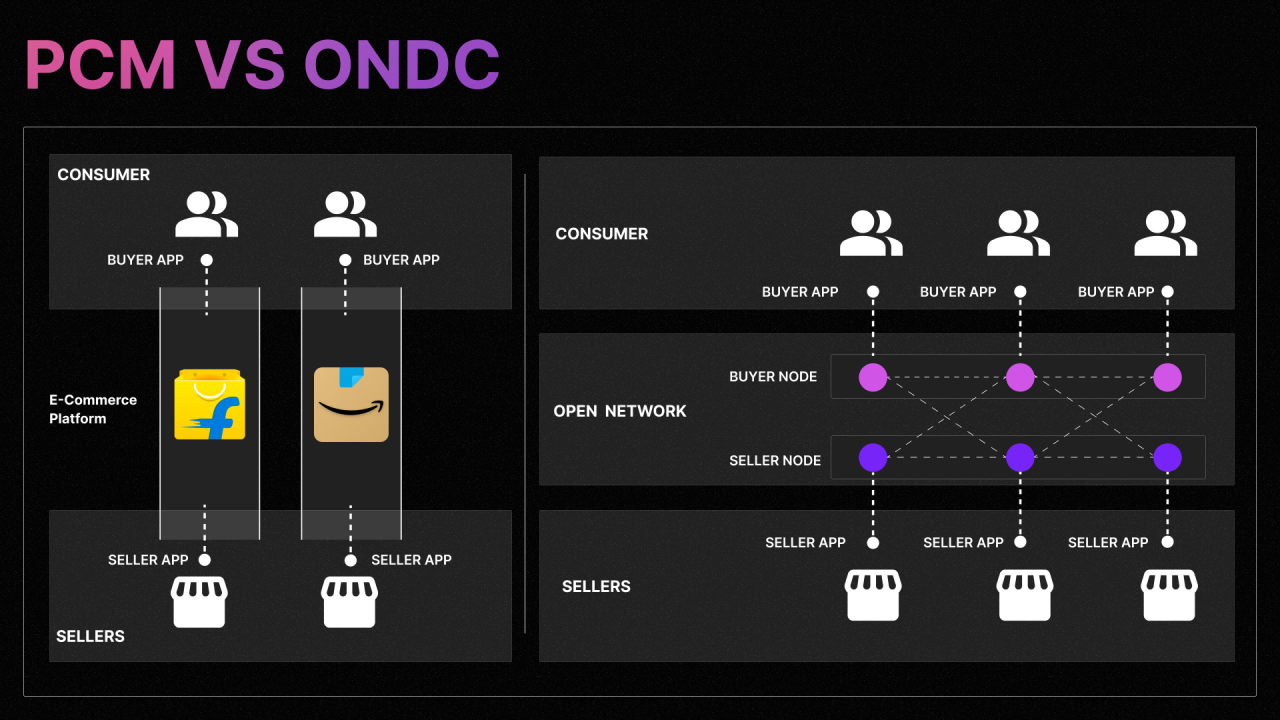 PCM VS ONDC
CONSUMER
BUYER APP
BUYER APP
E-Commerce
Platform
SELLER APP
SELLER APP
SELLERS
CONSUMER
BUYER APP
BUYER APP
BUYER APP
BUYER NODE
OPEN NETWORK
SELLER NODE
SELLER APP
SELLER APP
SELLER APP
SELLERS